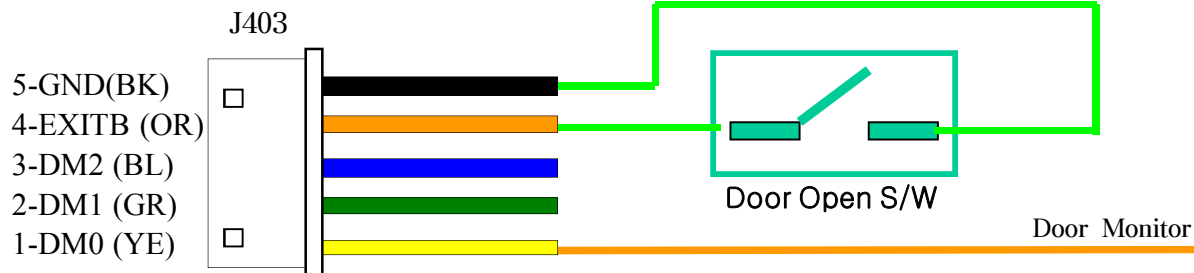 J403
5-GND(BK)
4-EXITB (OR)
3-DM2 (BL)
2-DM1 (GR)
1-DM0 (YE)
Door Open S/W
Door Monitor